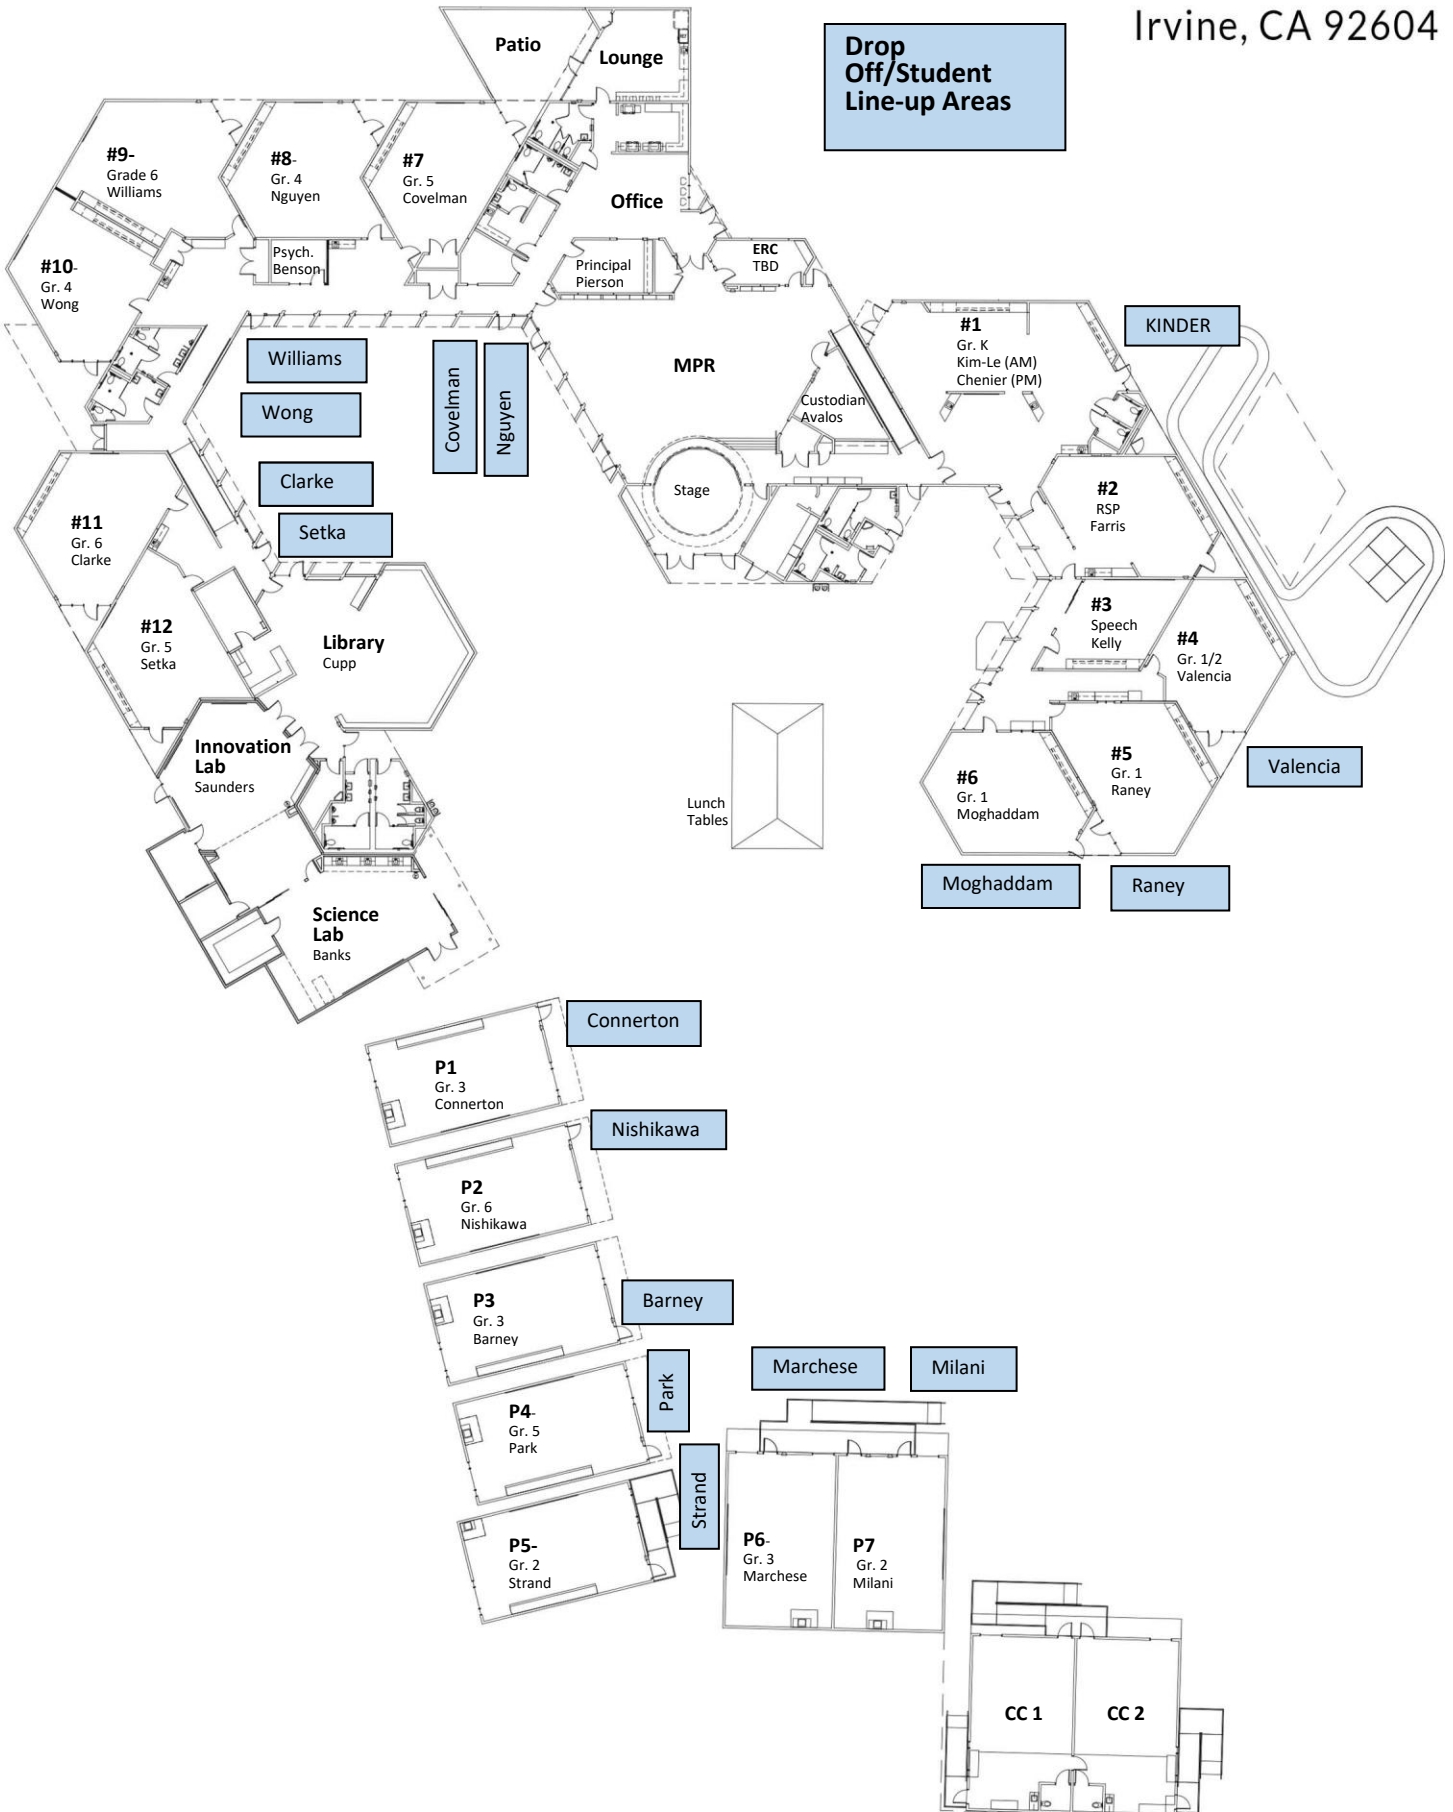 Irvine, CA 92604
Drop
Off/Student
Line-up Areas
Patio
Lounge
#9-
Grade 6
Williams
#8-
Gr. 4
Nguyen
#7
Gr. 5
Covelman
Office
#10-
Gr. 4
Wong
Psych.
Benson
Principal
Pierson
ERC
TBD
#1
Gr. K
Kim-Le (AM)
Chenier (PM)
KINDER
Williams
Wong
Covelman
Nguyen
MPR
Custodian
Avalos
Clarke
Setka
Stage
#2
RSP
Farris
#11
Gr. 6
Clarke
#12
Gr. 5
Setka
Library
Cupp
#3
Speech
Kelly
#4
Gr. 1/2
Valencia
Innovation
Lab
Saunders
Lunch
Tables
#6
Gr. 1
Moghaddam
#5
Gr. 1
Raney
Valencia
Moghaddam
Raney
Science
Lab
Banks
Connerton
P1
Gr. 3
Connerton
Nishikawa
P2
Gr. 6
Nishikawa
Barney
P3
Gr. 3
Barney
Park
Marchese
Milani
P4-
Gr. 5
Park
Strand
P5-
Gr. 2
Strand
P6-
Gr. 3
Marchese
P7
Gr. 2
Milani
CC 1
CC 2